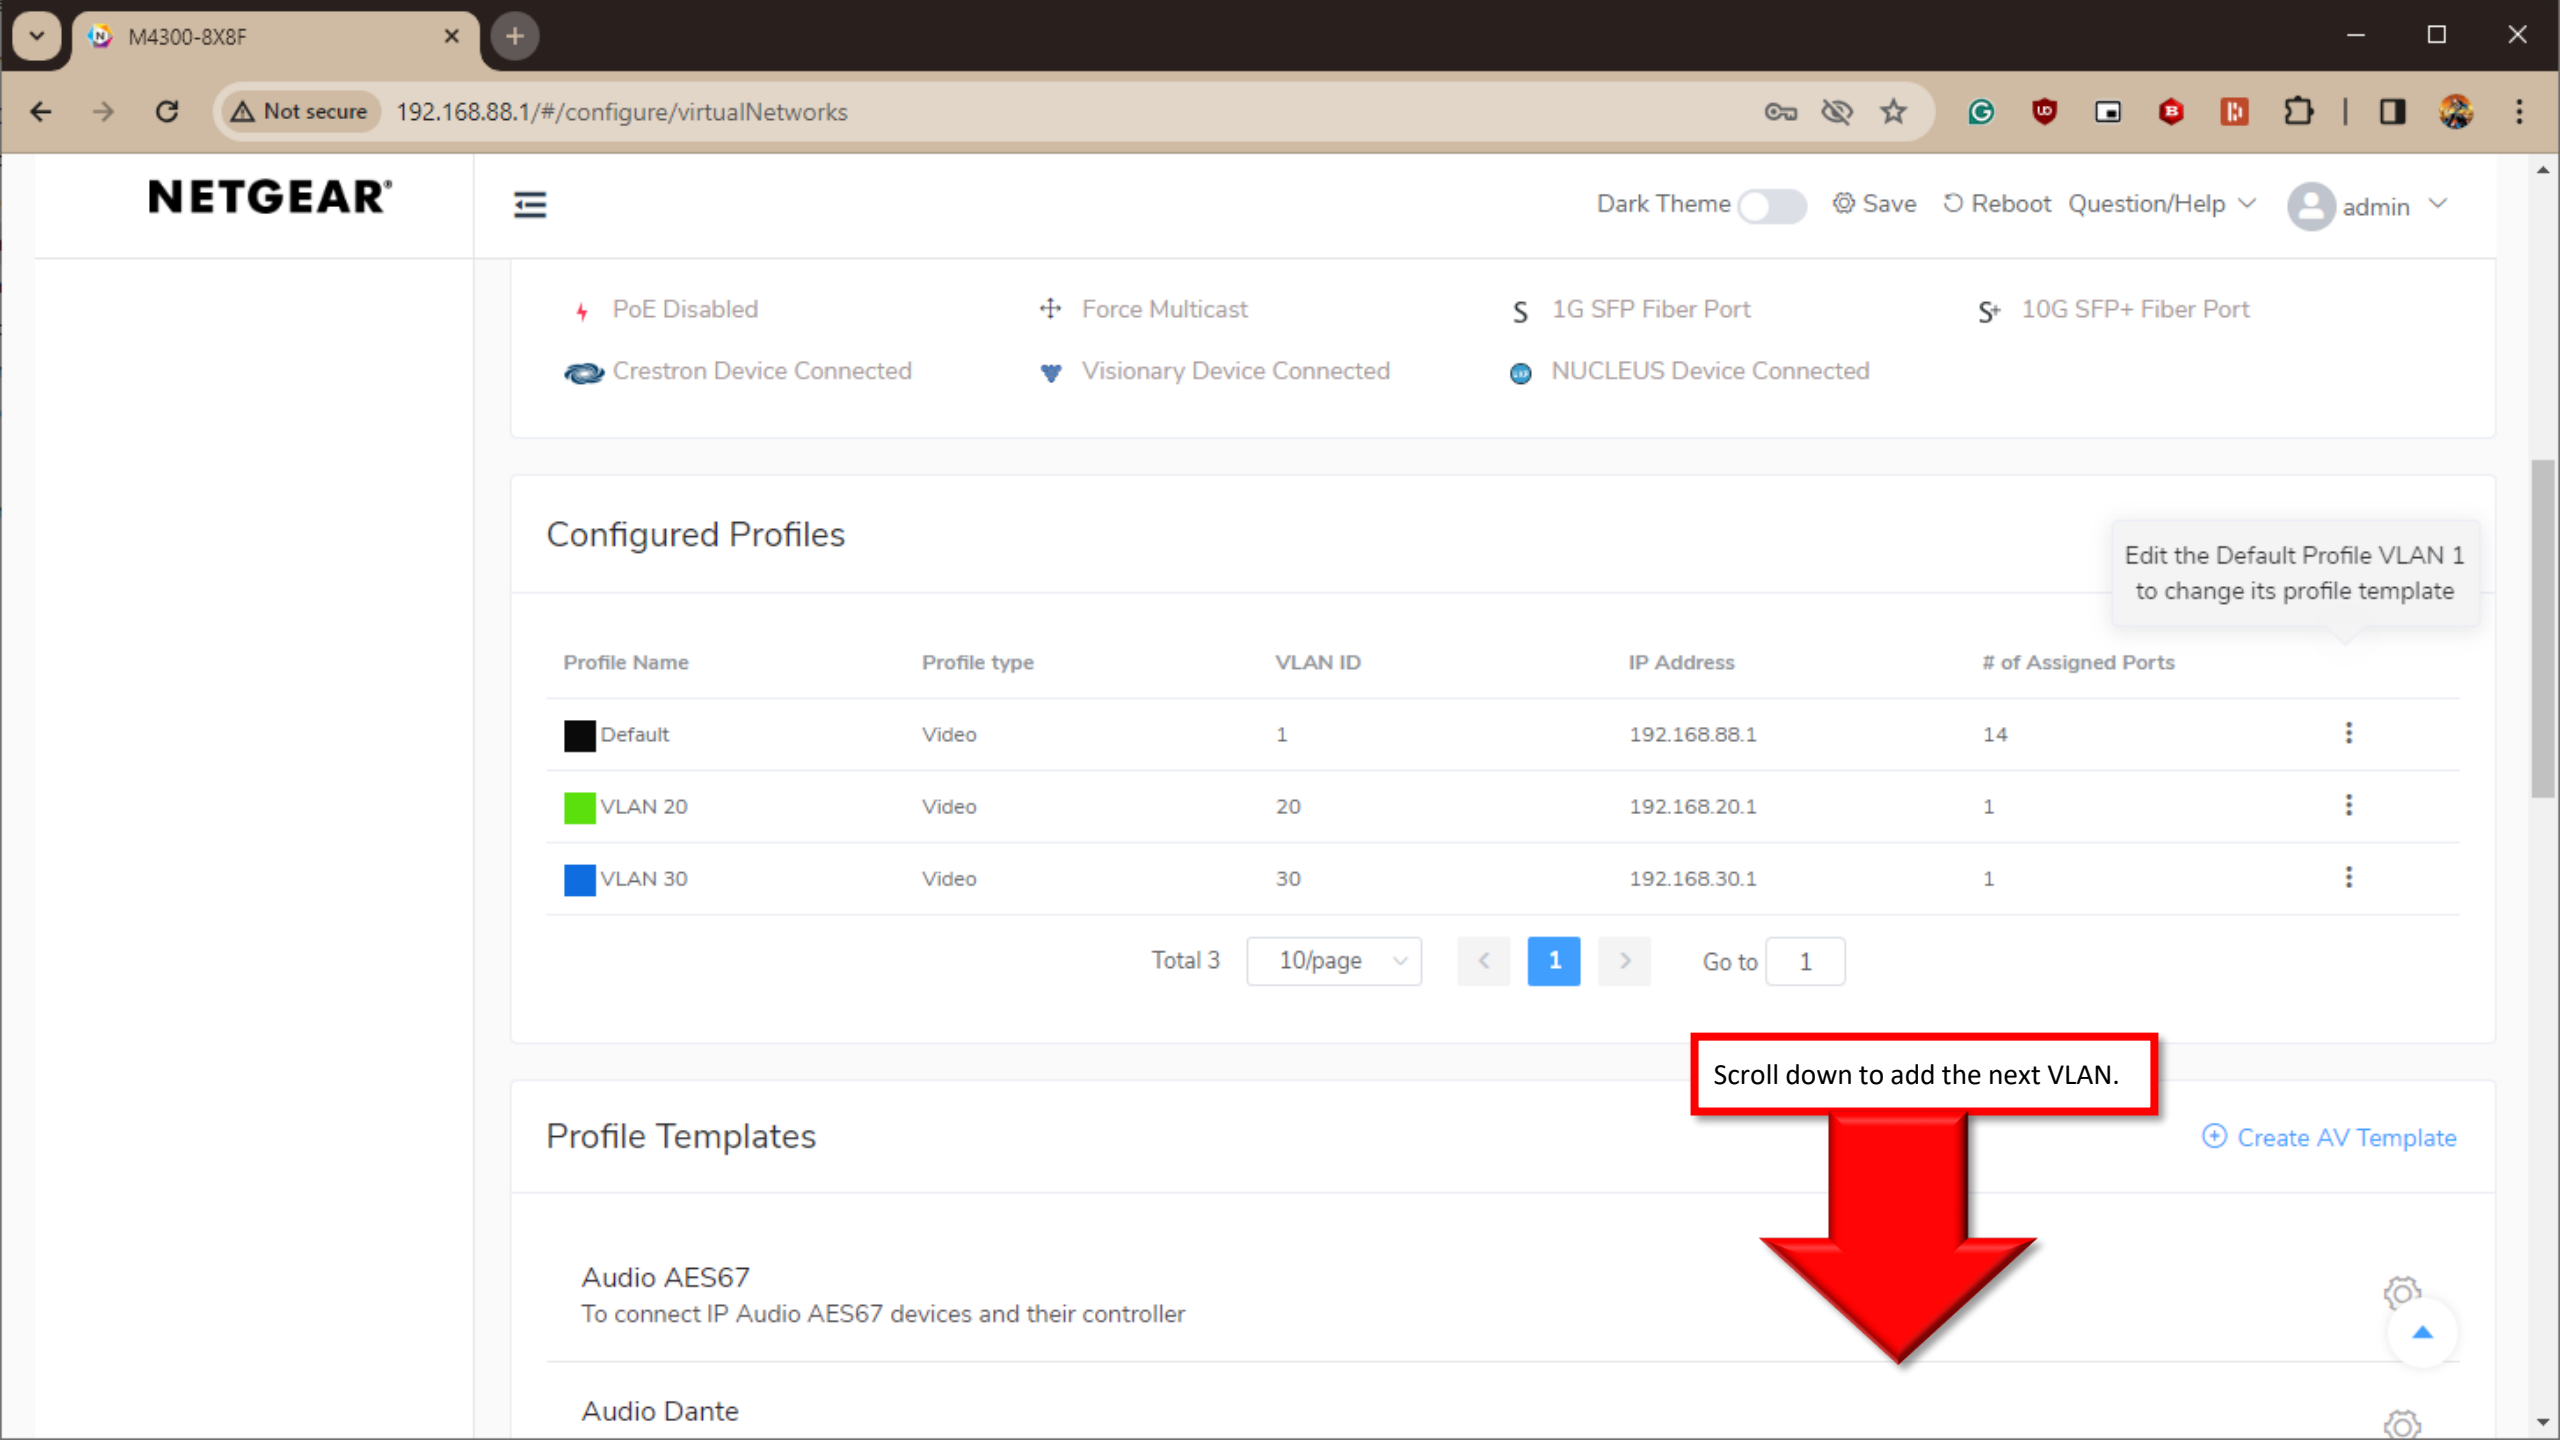 M4300-8X8F
Not secure 192.168.88.1/#/configure/virtualNetworks
NETGEAR®
Dark Theme Save Reboot Question/Help admin
PoE Disabled Force Multicast S 1G SFP Fiber Port S+ 10G SFP+ Fiber Port
Crestron Device Connected Visionary Device Connected NUCLEUS Device Connected
Configured Profiles
Edit the Default Profile VLAN 1
to change its profile template
Profile Name Profile type VLAN ID IP Address # of Assigned Ports
Default Video 1 192.168.88.1 14
VLAN 20 Video 20 192.168.20.1 1
VLAN 30 Video 30 192.168.30.1 1
Total 3 10/page < 1 > Go to 1
Scroll down to add the next VLAN.
Profile Templates
Create AV Template
Audio AES67
To connect IP Audio AES67 devices and their controller
Audio Dante